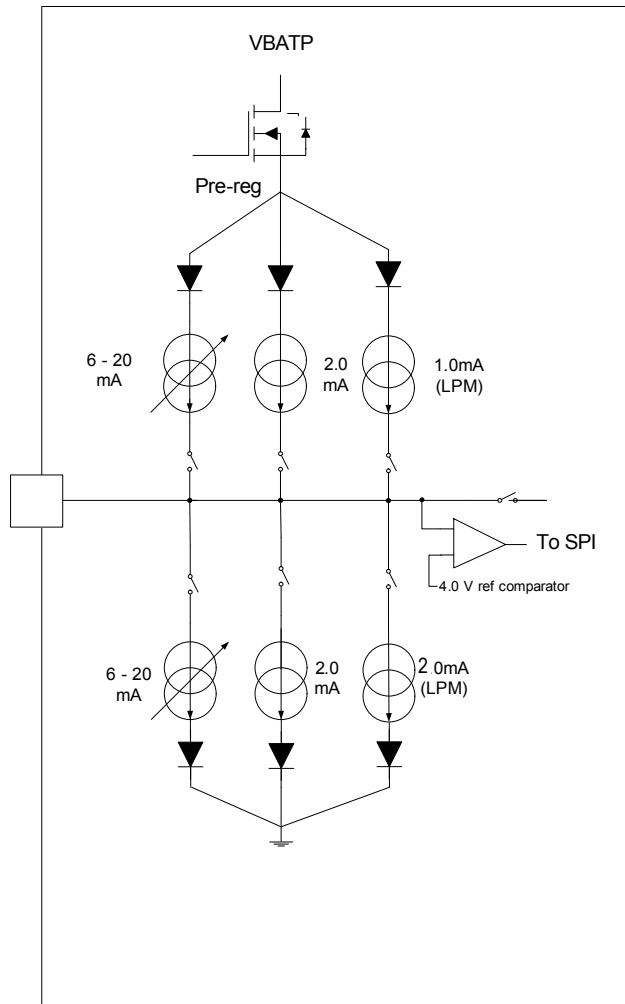 VBATP
Pre-reg
6 - 20
mA
2.0
mA
1.0mA
(LPM)
To SPI
4.0 V ref comparator
6 - 20
mA
2.0
mA
2.0mA
(LPM)